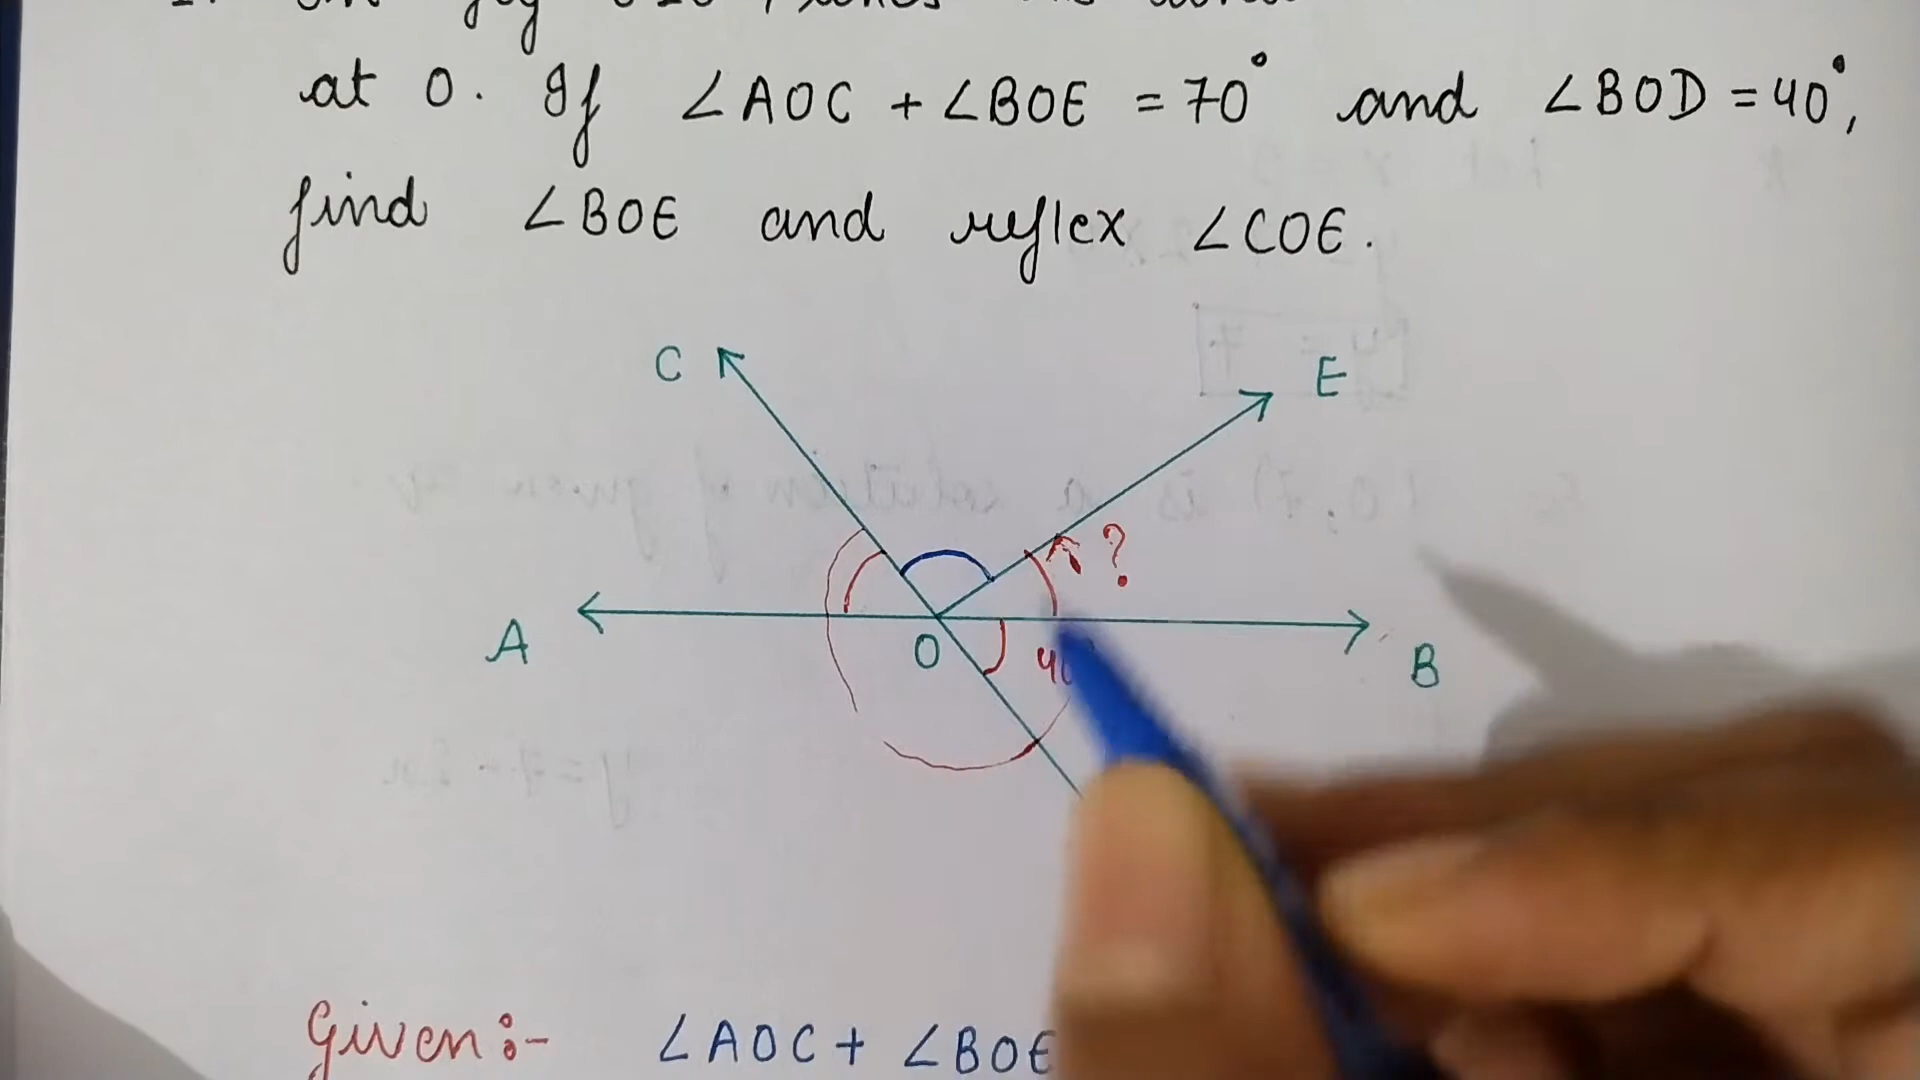 at O. If ∠AOC + ∠BOE = 70° and ∠BOD = 40°,
find ∠BOE and reflex ∠COE.
C
E
?
A
O
B
Given:- ∠AOC + ∠BOE